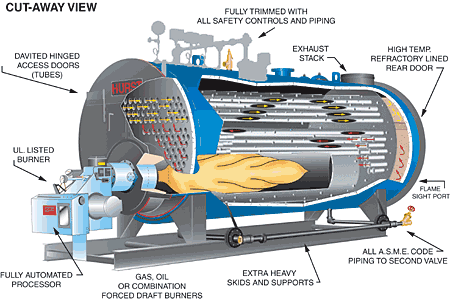 CUT-AWAY VIEW
FULLY TRIMMED WITH
ALL SAFETY CONTROLS AND PIPING
DAVITED HINGED
ACCESS DOORS
(TUBES)
EXHAUST
STACK
HIGH TEMP.
REFRACTORY LINED
REAR DOOR
HURST
UL. LISTED
BURNER
FLAME
SIGHT PORT
FULLY AUTOMATED
PROCESSOR
GAS, OIL
OR COMBINATION
FORCED DRAFT BURNERS
EXTRA HEAVY
SKIDS AND SUPPORTS
ALL A.S.M.E. CODE
PIPING TO SECOND VALVE